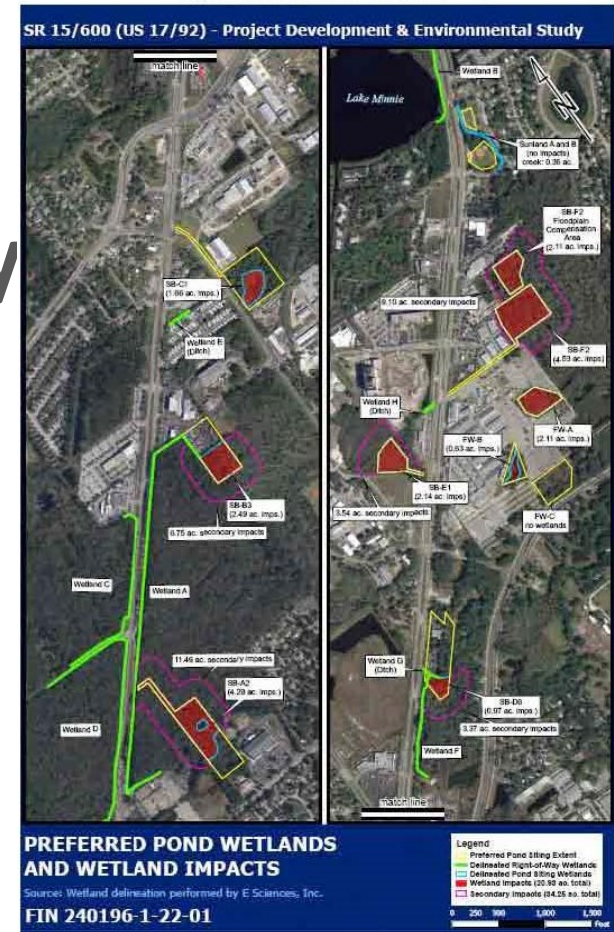 SR 15/600 (US 17/92) - Project Development & Environmental Study
match line
SB-C1
(1.66 ac. imps.)
Wetland E
(Ditch)
SB-B3
(2.49 ac. imps.)
6.75 ac. secondary impacts
Wetland C
Wetland A
11.46 ac. secondary impacts
SB-A2
(4.29 ac. imps.)
Wetland D
Wetland B
Lake Minnie
N
Sunland A and B
(no impacts)
creek: 0.36 ac.
SB-F2
Floodplain
Compensation
Area
(2.11 ac. imps.)
9.10 ac. secondary impacts
SB-F2
(4.53 ac. imps.)
Wetland H
(Ditch)
FW-A
(2.11 ac. imps.)
FW-B
(0.63 ac. imps.)
SB-E1
(2.14 ac. imps)
3.54 ac. secondary impacts
FW-C
no wetlands
Wetland G
(Ditch)
(0.97 ac. imps.)
3.37 ac. secondary impacts
Wetland F
match line
PREFERRED POND WETLANDS
AND WETLAND IMPACTS
Source: Wetland delineation performed by E Sciences, Inc.
FIN 240196-1-22-01
Legend
Preferred Pond Siting Extent
Delineated Right-of-Way Wetlands
Delineated Pond Siting Wetlands
Wetland Impacts (20.93 ac. total)
Secondary Impacts (34.25 ac. total)
0 250 500 1,000 1,500
Feet